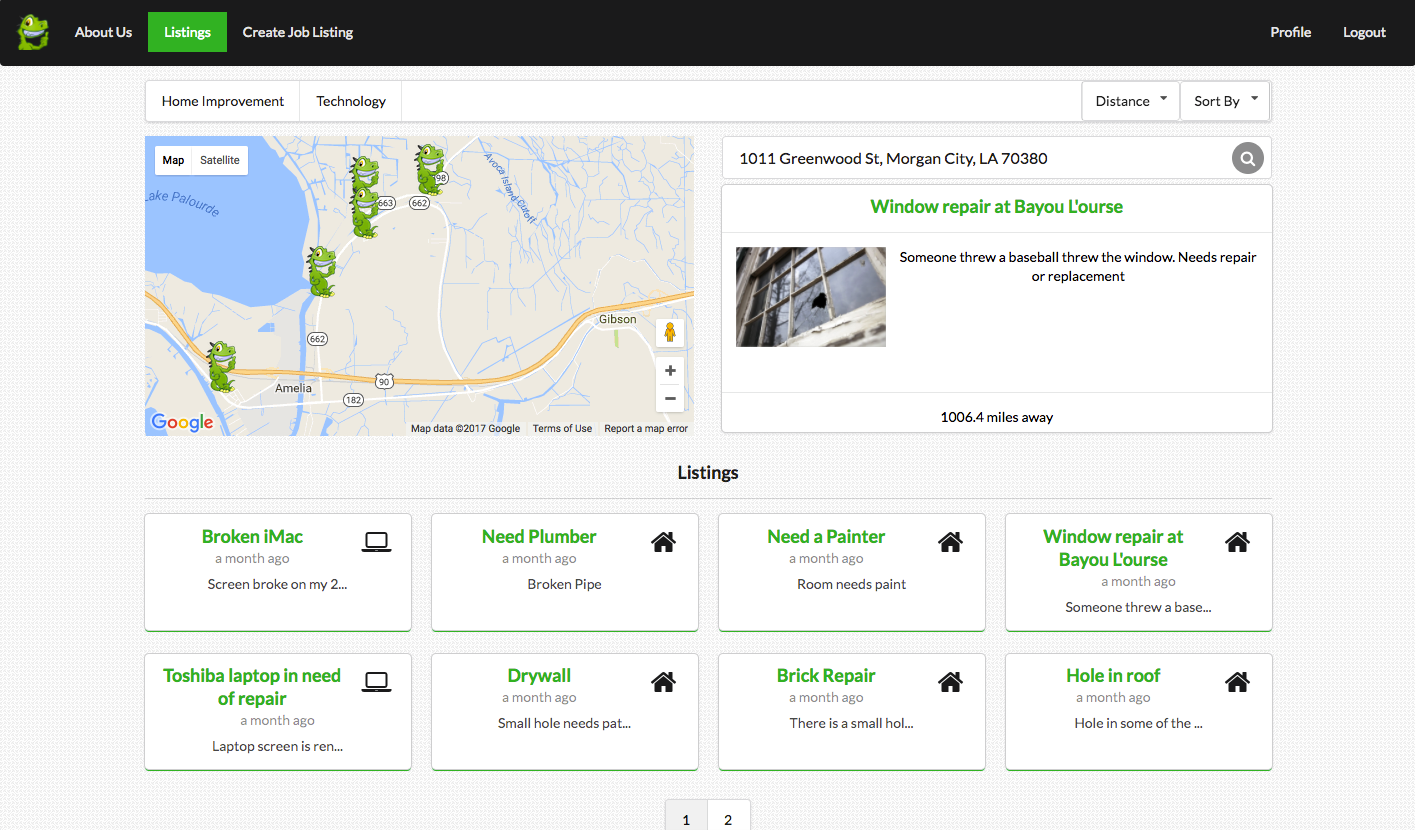 About Us
Listings
Create Job Listing
Profile
Logout
Home Improvement
Technology
Distance
Sort By
Map
Satellite
Lake Palourde
Avoca Island Cutoff
98
663
662
662
Gibson
90
Amelia
182
Google
Map data ©2017 Google
Terms of Use
Report a map error
1011 Greenwood St, Morgan City, LA 70380
Window repair at Bayou L'ourse
Someone threw a baseball threw the window. Needs repair
or replacement
1006.4 miles away
Listings
Broken iMac
a month ago
Screen broke on my 2...
Need Plumber
a month ago
Broken Pipe
Need a Painter
a month ago
Room needs paint
Window repair at
Bayou L'ourse
a month ago
Someone threw a base...
Toshiba laptop in need
of repair
a month ago
Laptop screen is ren...
Drywall
a month ago
Small hole needs pat...
Brick Repair
a month ago
There is a small hol...
Hole in roof
a month ago
Hole in some of the ...
1
2